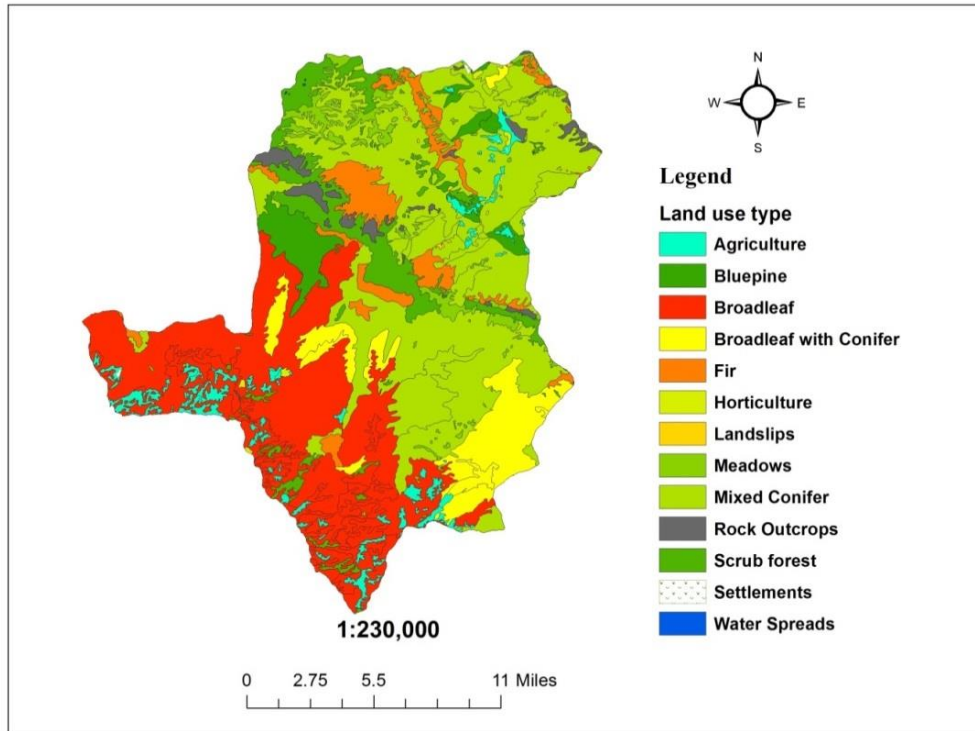 N
W E
S
Legend
Land use type
Agriculture
Bluepine
Broadleaf
Broadleaf with Conifer
Fir
Horticulture
Landslips
Meadows
Mixed Conifer
Rock Outcrops
Scrub forest
Settlements
Water Spreads
1:230,000
0 2.75 5.5 11 Miles